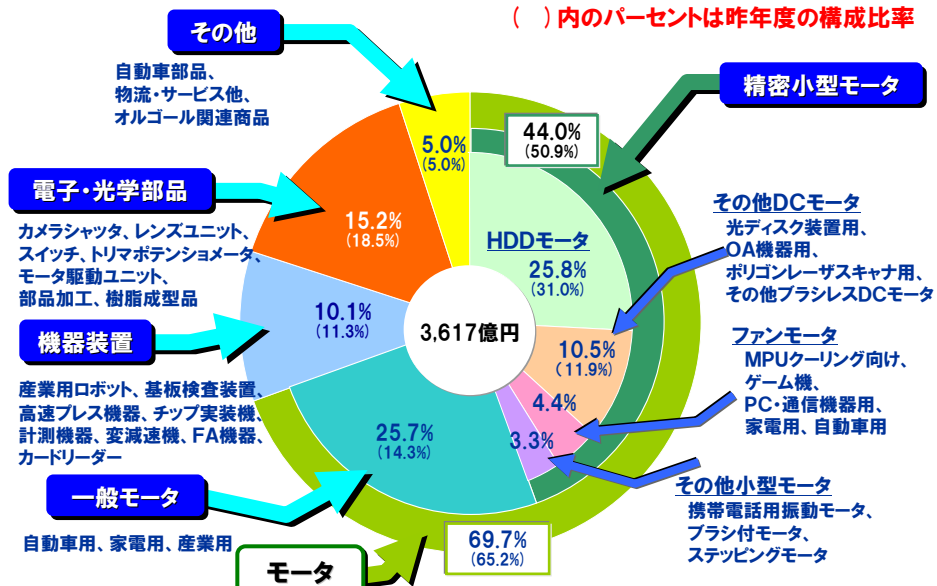 ( )内のパーセントは昨年度の構成比率
その他
自動車部品、
物流・サービス他、
オルゴール関連商品
5.0%
(5.0%)
44.0%
(50.9%)
精密小型モータ
電子・光学部品
カメラシャッタ、レンズユニット、
スイッチ、トリマポテンショメータ、
モータ駆動ユニット、
部品加工、樹脂成型品
15.2%
(18.5%)
HDDモータ
25.8%
(31.0%)
その他DCモータ
光ディスク装置用、
OA機器用、
ポリゴンレーザスキャナ用、
その他ブラシレスDCモータ
10.1%
(11.3%)
3,617億円
機器装置
産業用ロボット、基板検査装置、
高速プレス機器、チップ実装機、
計測機器、変減速機、FA機器、
カードリーダー
10.5%
(11.9%)
ファンモータ
MPUクーリング向け、
ゲーム機、
PC・通信機器用、
家電用、自動車用
4.4%
3.3%
25.7%
(14.3%)
その他小型モータ
携帯電話用振動モータ、
ブラシ付モータ、
ステッピングモータ
一般モータ
自動車用、家電用、産業用
69.7%
(65.2%)
モータ